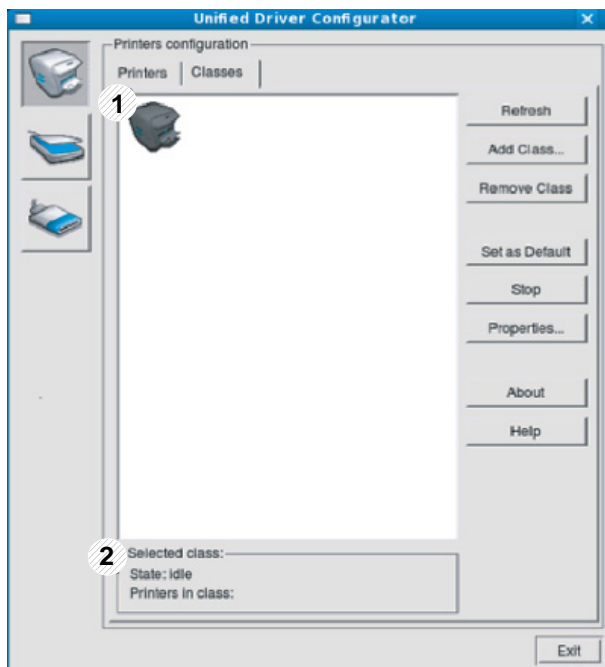 Unified Driver Configurator
Printers configuration
Printers
Classes
1
Refresh
Add Class...
Remove Class
Set as Default
Stop
Properties...
About
Help
2
Selected class:
State: idle
Printers in class:
Exit